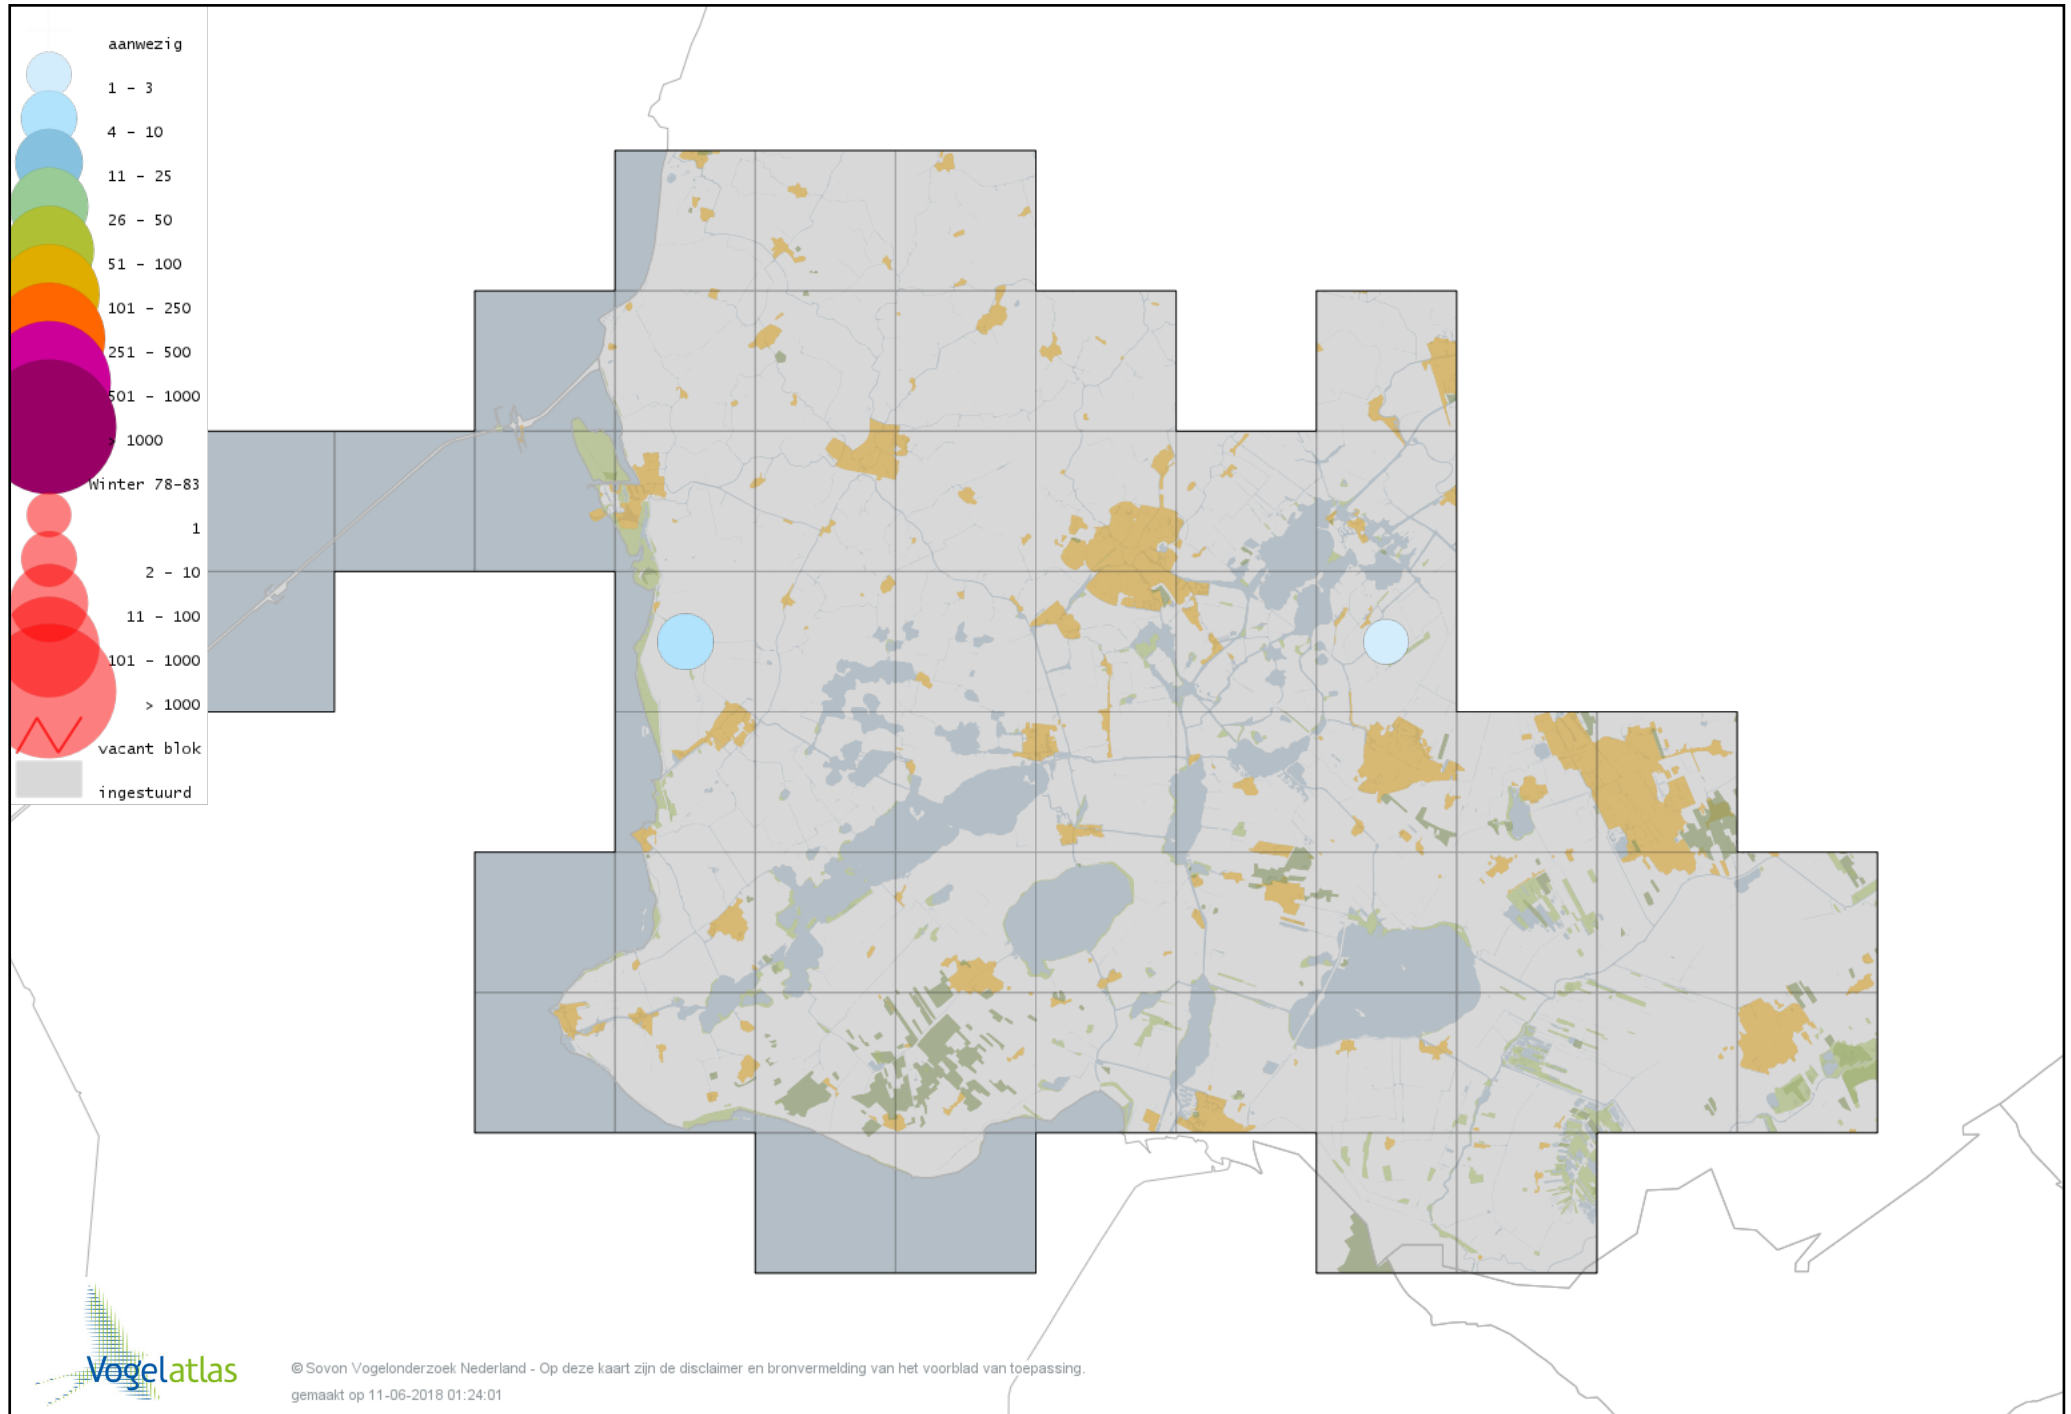 aanwezig
1 - 3
4 - 10
11 - 25
26 - 50
51 - 100
101 - 250
251 - 500
501 - 1000
> 1000
Winter 78-83
1
2 - 10
11 - 100
101 - 1000
> 1000
vacant blok
ingestuurd
Vogelatlas
© Sovon Vogelonderzoek Nederland - Op deze kaart zijn de disclaimer en bronvermelding van het voorblad van toepassing.
gemaakt op 11-06-2018 01:24:01